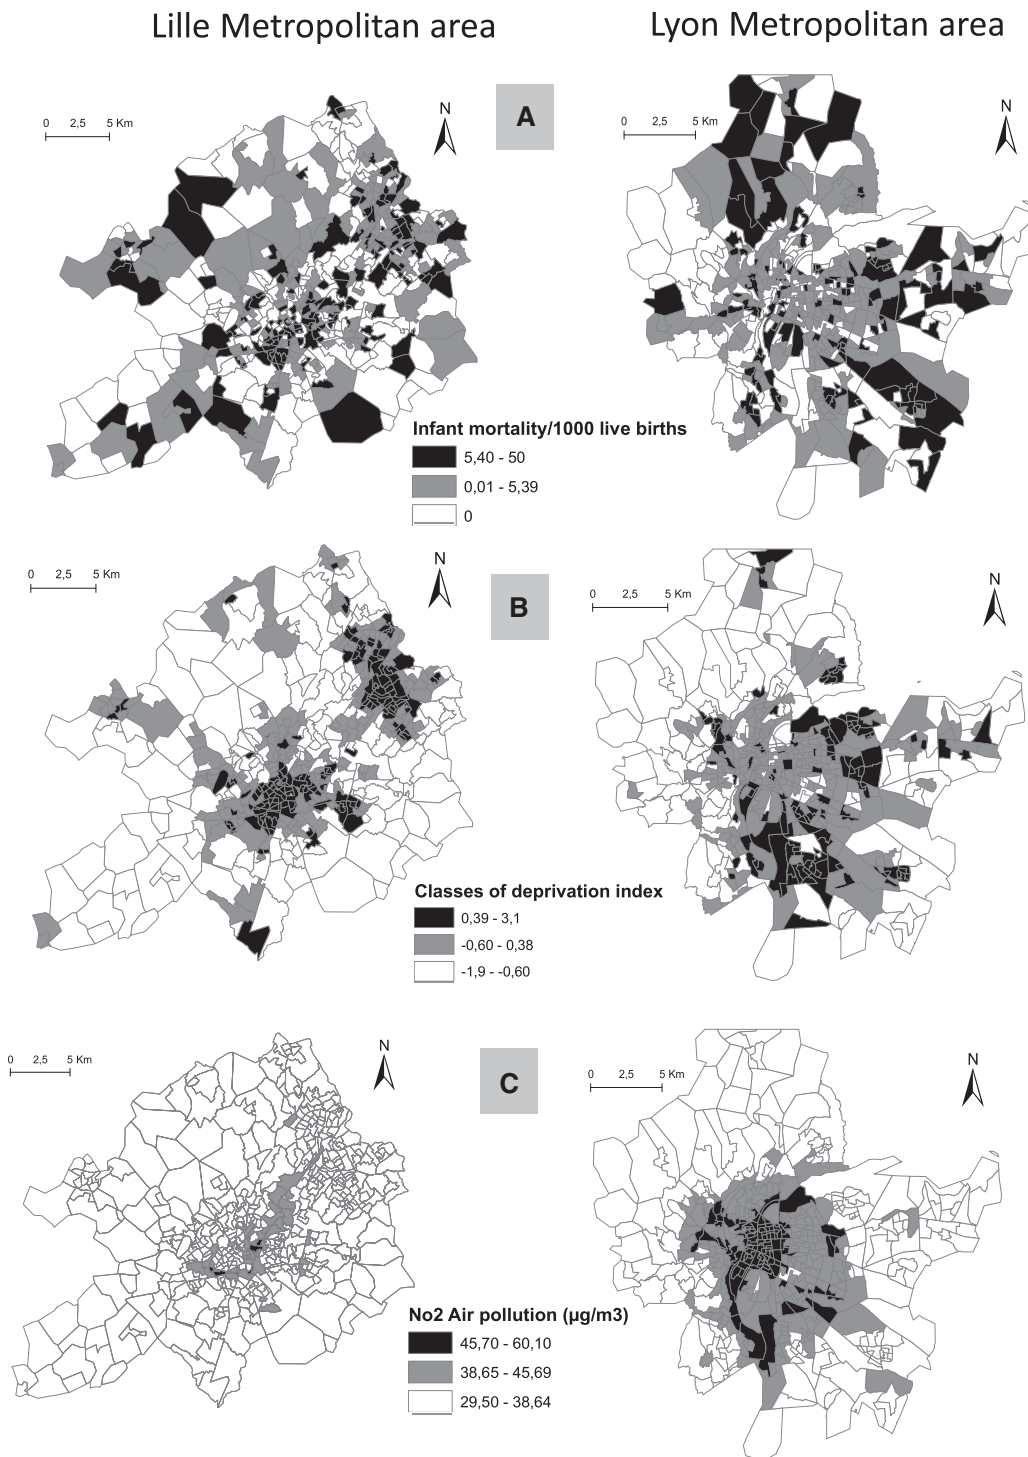 Lille Metropolitan area
Lyon Metropolitan area
A
N
0 2,5 5 Km
N
0 2,5 5 Km
Infant mortality/1000 live births
5,40 - 50
0,01 - 5,39
0
B
N
0 2,5 5 Km
N
0 2,5 5 Km
Classes of deprivation index
0,39 - 3,1
-0,60 - 0,38
-1,9 - -0,60
C
N
0 2,5 5 Km
N
0 2,5 5 Km
No2 Air pollution (µg/m3)
45,70 - 60,10
38,65 - 45,69
29,50 - 38,64